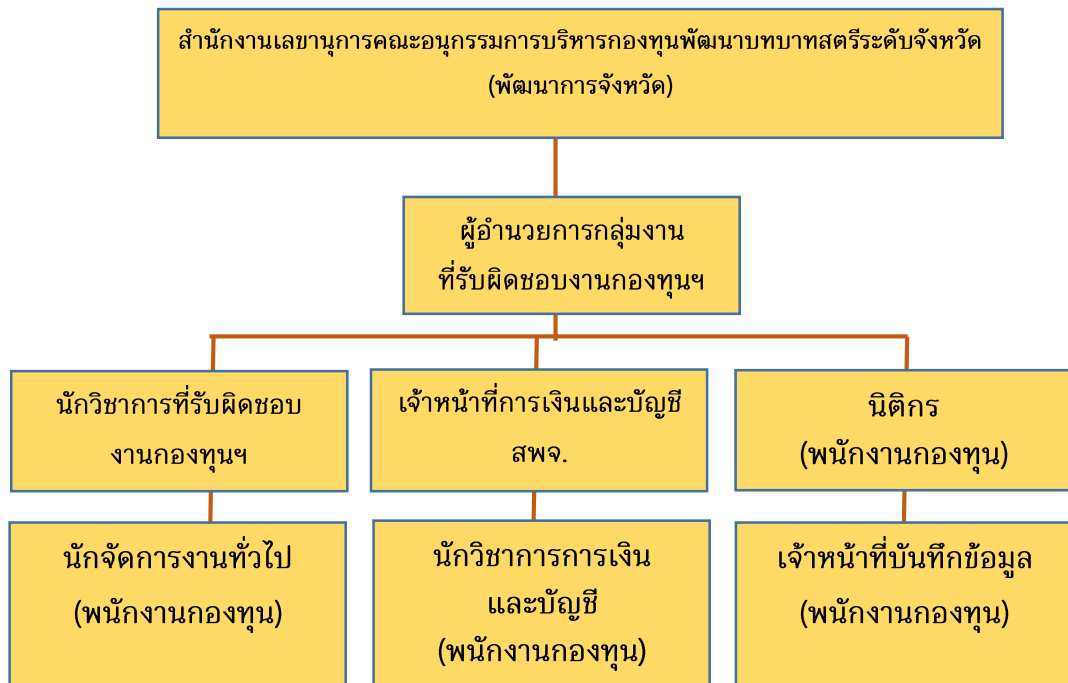 สำนักงานเลขานุการคณะอนุกรรมการบริหารกองทุนพัฒนาบทบาทสตรีระดับจังหวัด
(พัฒนาการจังหวัด)
ผู้อำนวยการกลุ่มงาน
ที่รับผิดชอบงานกองทุนฯ
นักวิชาการที่รับผิดชอบ
งานกองทุนฯ
เจ้าหน้าที่การเงินและบัญชี
สพจ.
นิติกร
(พนักงานกองทุน)
นักจัดการงานทั่วไป
(พนักงานกองทุน)
นักวิชาการการเงิน
และบัญชี
(พนักงานกองทุน)
เจ้าหน้าที่บันทึกข้อมูล
(พนักงานกองทุน)